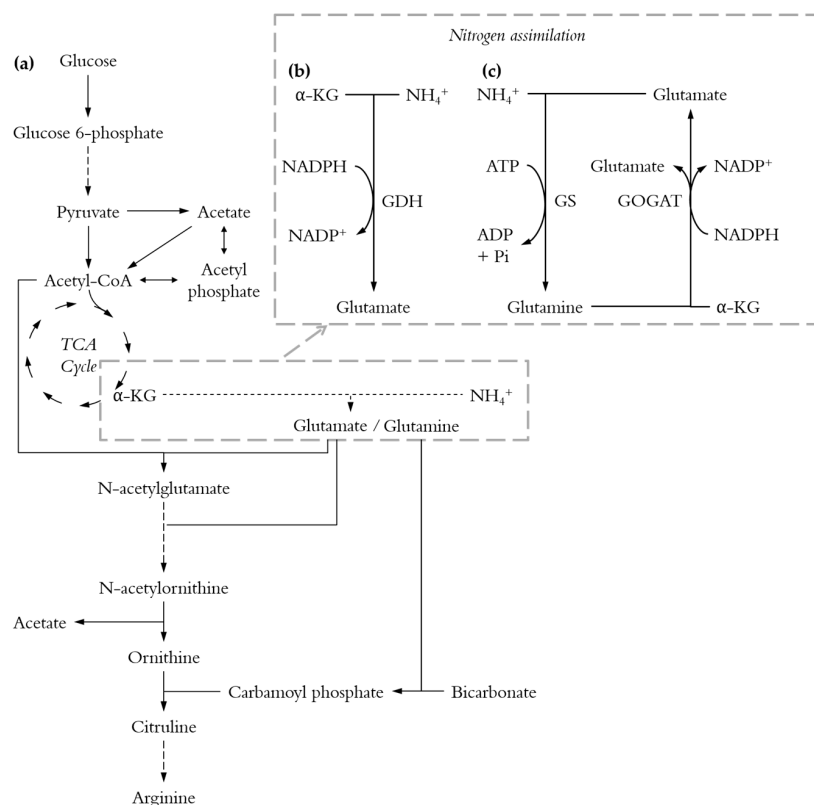 Nitrogen assimilation
(a)
Glucose
(b)
(c)
α-KG
NH₄⁺
NH₄⁺
Glutamate
Glucose 6-phosphate
NADPH
ATP
Glutamate
NADP⁺
GDH
GS
GOGAT
Pyruvate
Acetate
NADP⁺
ADP
+ Pi
NADPH
Acetyl-CoA
Acetyl
phosphate
Glutamate
Glutamine
α-KG
TCA
Cycle
α-KG
NH₄⁺
Glutamate / Glutamine
N-acetylglutamate
N-acetylornithine
Acetate
Ornithine
Carbamoyl phosphate
Bicarbonate
Citruline
Arginine